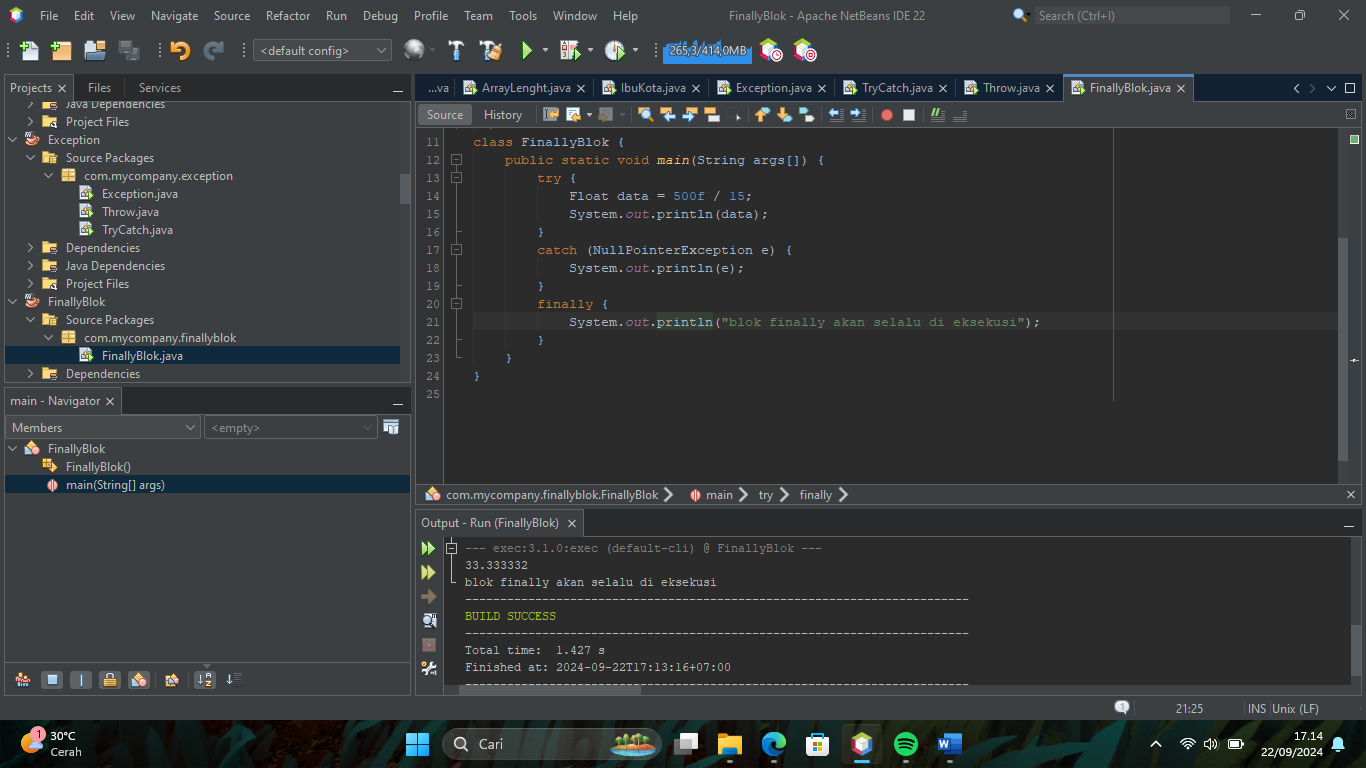 File Edit View Navigate Source Refactor Run Debug Profile Team Tools Window Help FinallyBlok - Apache NetBeans IDE 22 Search (Ctrl+I)
<default config> 265,3/414,0MB
Projects Files Services
Java Dependencies
Project Files
Exception
Source Packages
com.mycompany.exception
Exception.java
Throw.java
TryCatch.java
Dependencies
Java Dependencies
Project Files
FinallyBlok
Source Packages
com.mycompany.finallyblok
FinallyBlok.java
Dependencies
main - Navigator
Members <empty>
FinallyBlok
FinallyBlok()
main(String[] args)
...va ArrayLenght.java IbuKota.java Exception.java TryCatch.java Throw.java FinallyBlok.java
Source History
11 class FinallyBlok {
12 public static void main(String args[]) {
13 try {
14 Float data = 500f / 15;
15 System.out.println(data);
16 }
17 catch (NullPointerException e) {
18 System.out.println(e);
19 }
20 finally {
21 System.out.println("blok finally akan selalu di eksekusi");
22 }
23 }
24 }
25
com.mycompany.finallyblok.FinallyBlok main try finally
Output - Run (FinallyBlok)
--- exec:3.1.0:exec (default-cli) @ FinallyBlok ---
33.333332
blok finally akan selalu di eksekusi
------------------------------------------------------------------------
BUILD SUCCESS
------------------------------------------------------------------------
Total time:  1.427 s
Finished at: 2024-09-22T17:13:16+07:00
------------------------------------------------------------------------
1 21:25 INS Unix (LF)
1 30°C
Cerah
Cari
17.14
22/09/2024